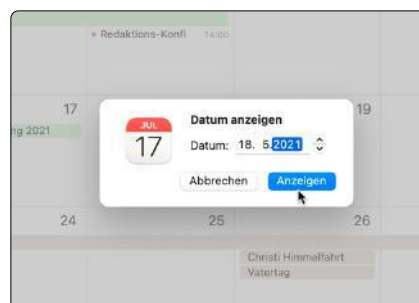 Redaktions-Konfi 14:00
17
19
ng 2021
JUL
17
Datum anzeigen
Datum: 18. 5.2021
Abbrechen
Anzeigen
24
25
26
Christi Himmelfahrt
Vatertag